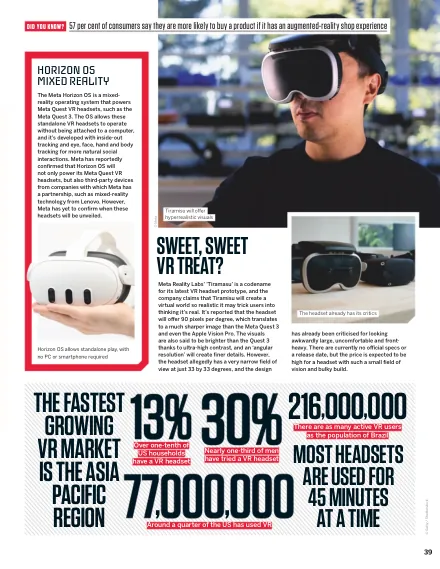 DID YOU KNOW? 57 per cent of consumers say they are more likely to buy a product if it has an augmented-reality shop experience
HORIZON OS
MIXED REALITY
The Meta Horizon OS is a mixed-
reality operating system that powers
Meta Quest VR headsets, such as the
Meta Quest 3. The OS allows these
standalone VR headsets to operate
without being attached to a computer,
and it's developed with inside-out
tracking and eye, face, hand and body
tracking for more natural social
interactions. Meta has reportedly
confirmed that Horizon OS will
not only power its Meta Quest VR
headsets, but also third-party devices
from companies with which Meta has
a partnership, such as mixed-reality
technology from Lenovo. However,
Meta has yet to confirm when these
headsets will be unveiled.
Horizon OS allows standalone play, with
no PC or smartphone required
Tiramisu will offer
hyperrealistic visuals
SWEET, SWEET
VR TREAT?
Meta Reality Labs' 'Tiramasu' is a codename
for its latest VR headset prototype, and the
company claims that Tiramisu will create a
virtual world so realistic it may trick users into
thinking it's real. It's reported that the headset
will offer 90 pixels per degree, which translates
to a much sharper image than the Meta Quest 3
and even the Apple Vision Pro. The visuals
are also said to be brighter than the Quest 3
thanks to ultra-high contrast, and an 'angular
resolution' will create finer details. However,
the headset allegedly has a very narrow field of
view at just 33 by 33 degrees, and the design
The headset already has its critics
has already been criticised for looking
awkwardly large, uncomfortable and front-
heavy. There are currently no official specs or
a release date, but the price is expected to be
high for a headset with such a small field of
vision and bulky build.
THE FASTEST
GROWING
VR MARKET
IS THE ASIA
PACIFIC
REGION
13%
Over one-tenth of
US households
have a VR headset
30%
Nearly one-third of men
have tried a VR headset
77,000,000
Around a quarter of the US has used VR
216,000,000
There are as many active VR users
as the population of Brazil
MOST HEADSETS
ARE USED FOR
45 MINUTES
AT A TIME
39